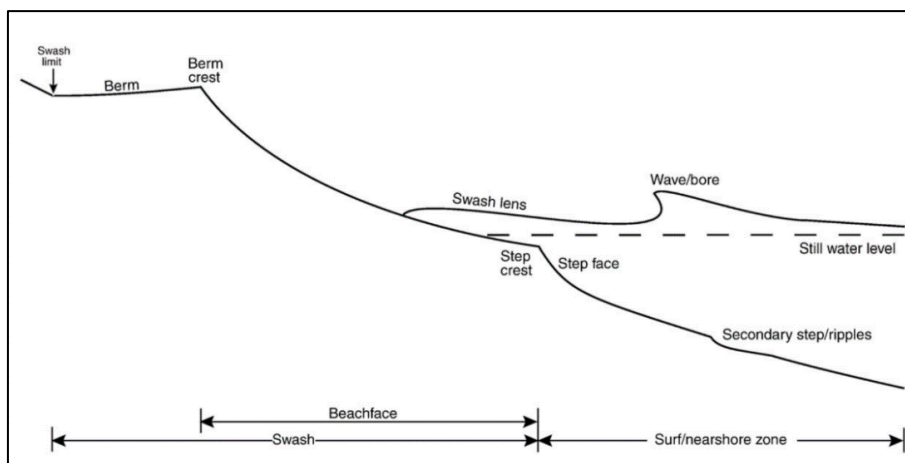 Swash
limit
Berm
Berm
crest
Wave/bore
Swash lens
Still water level
Step
crest
Step face
Secondary step/ripples
Beachface
Swash
Surf/nearshore zone